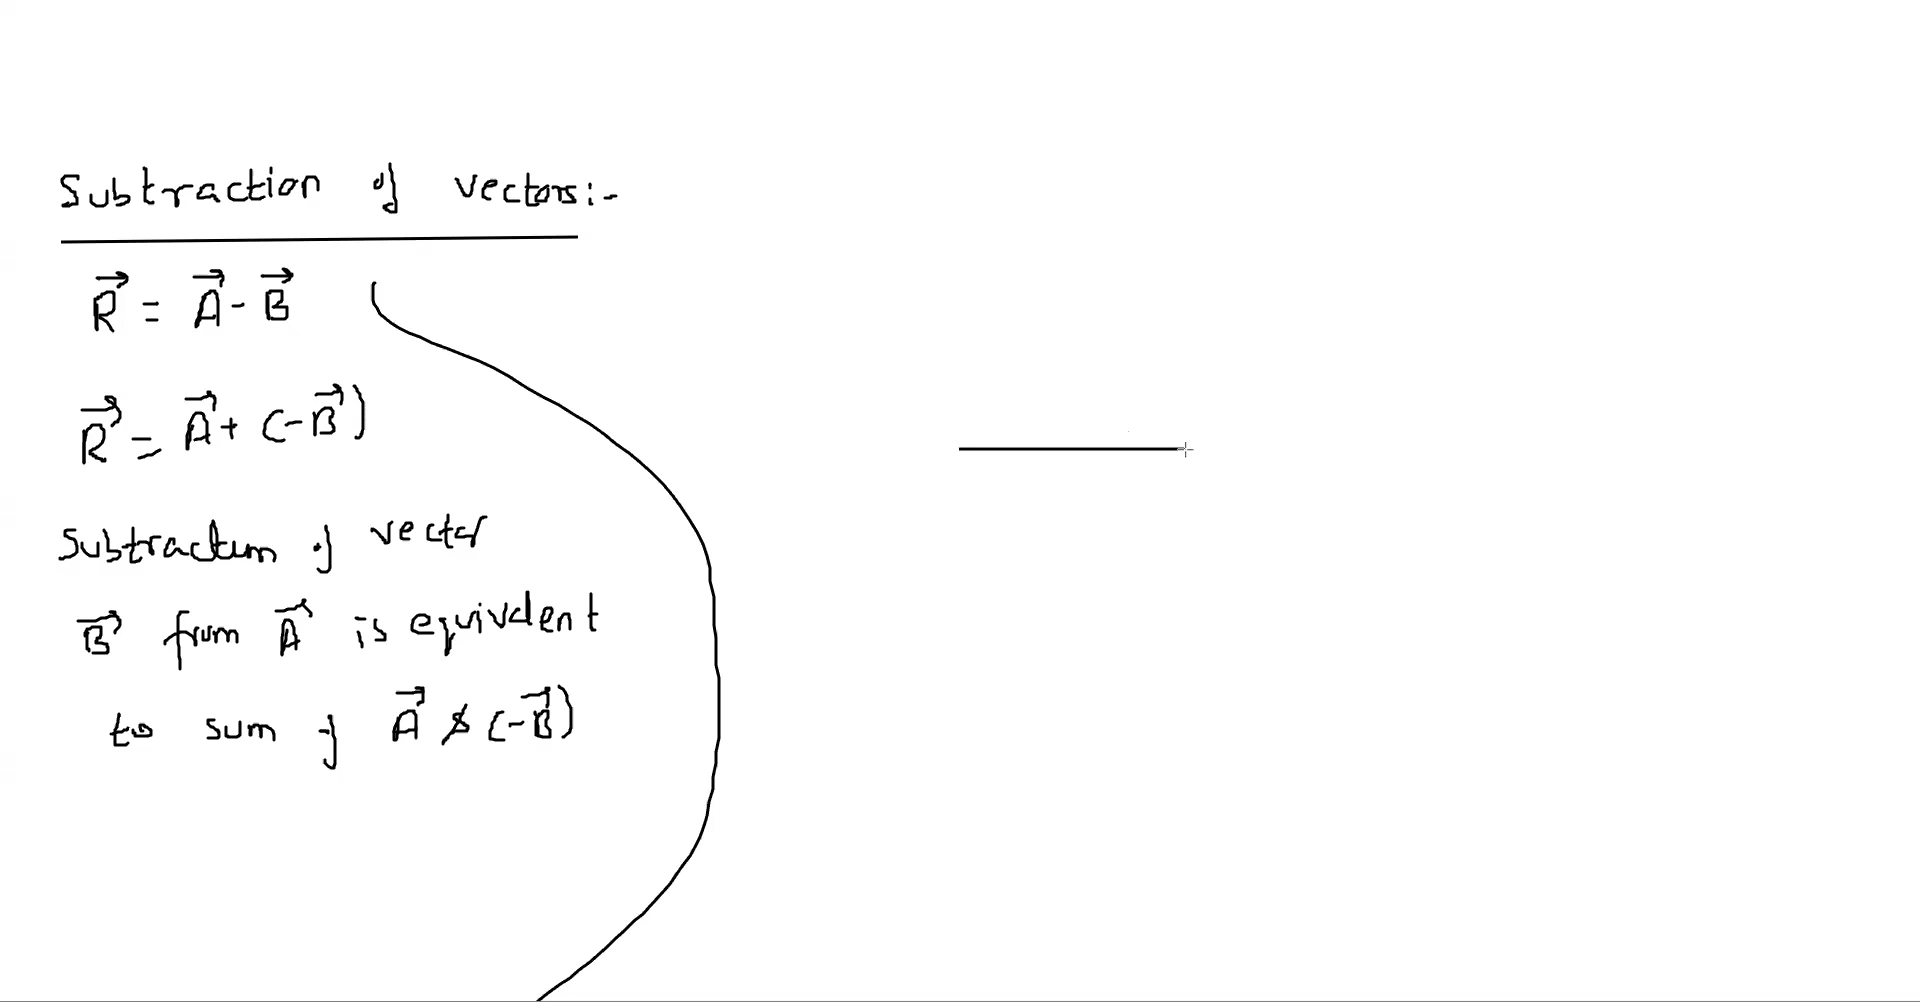 Subtraction of vectors:-
R⃗ = A⃗ - B⃗
R⃗ = A⃗ + (-B⃗)
Subtraction of vector
B⃗ from A⃗ is equivalent
to sum of A⃗ & (-B⃗)